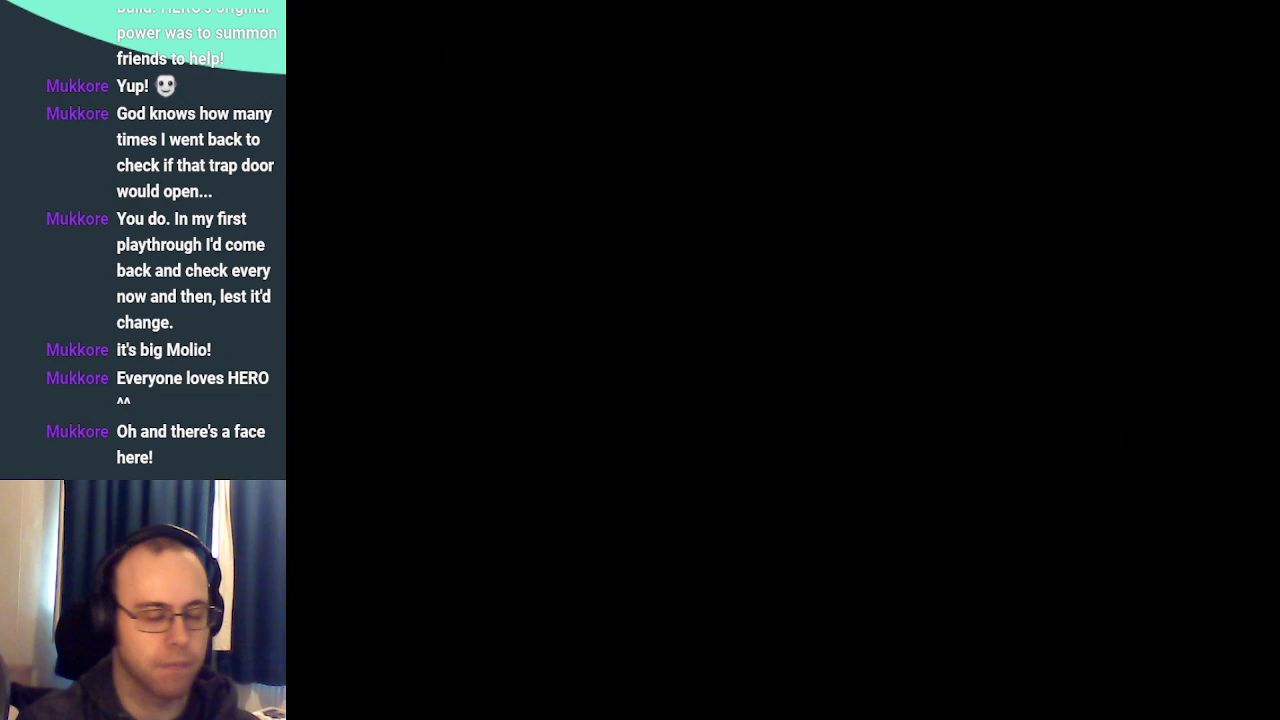 build! HERO's original
power was to summon
friends to help!
Mukkore Yup!
Mukkore God knows how many
times I went back to
check if that trap door
would open...
Mukkore You do. In my first
playthrough I'd come
back and check every
now and then, lest it'd
change.
Mukkore it's big Molio!
Mukkore Everyone loves HERO
^^
Mukkore Oh and there's a face
here!